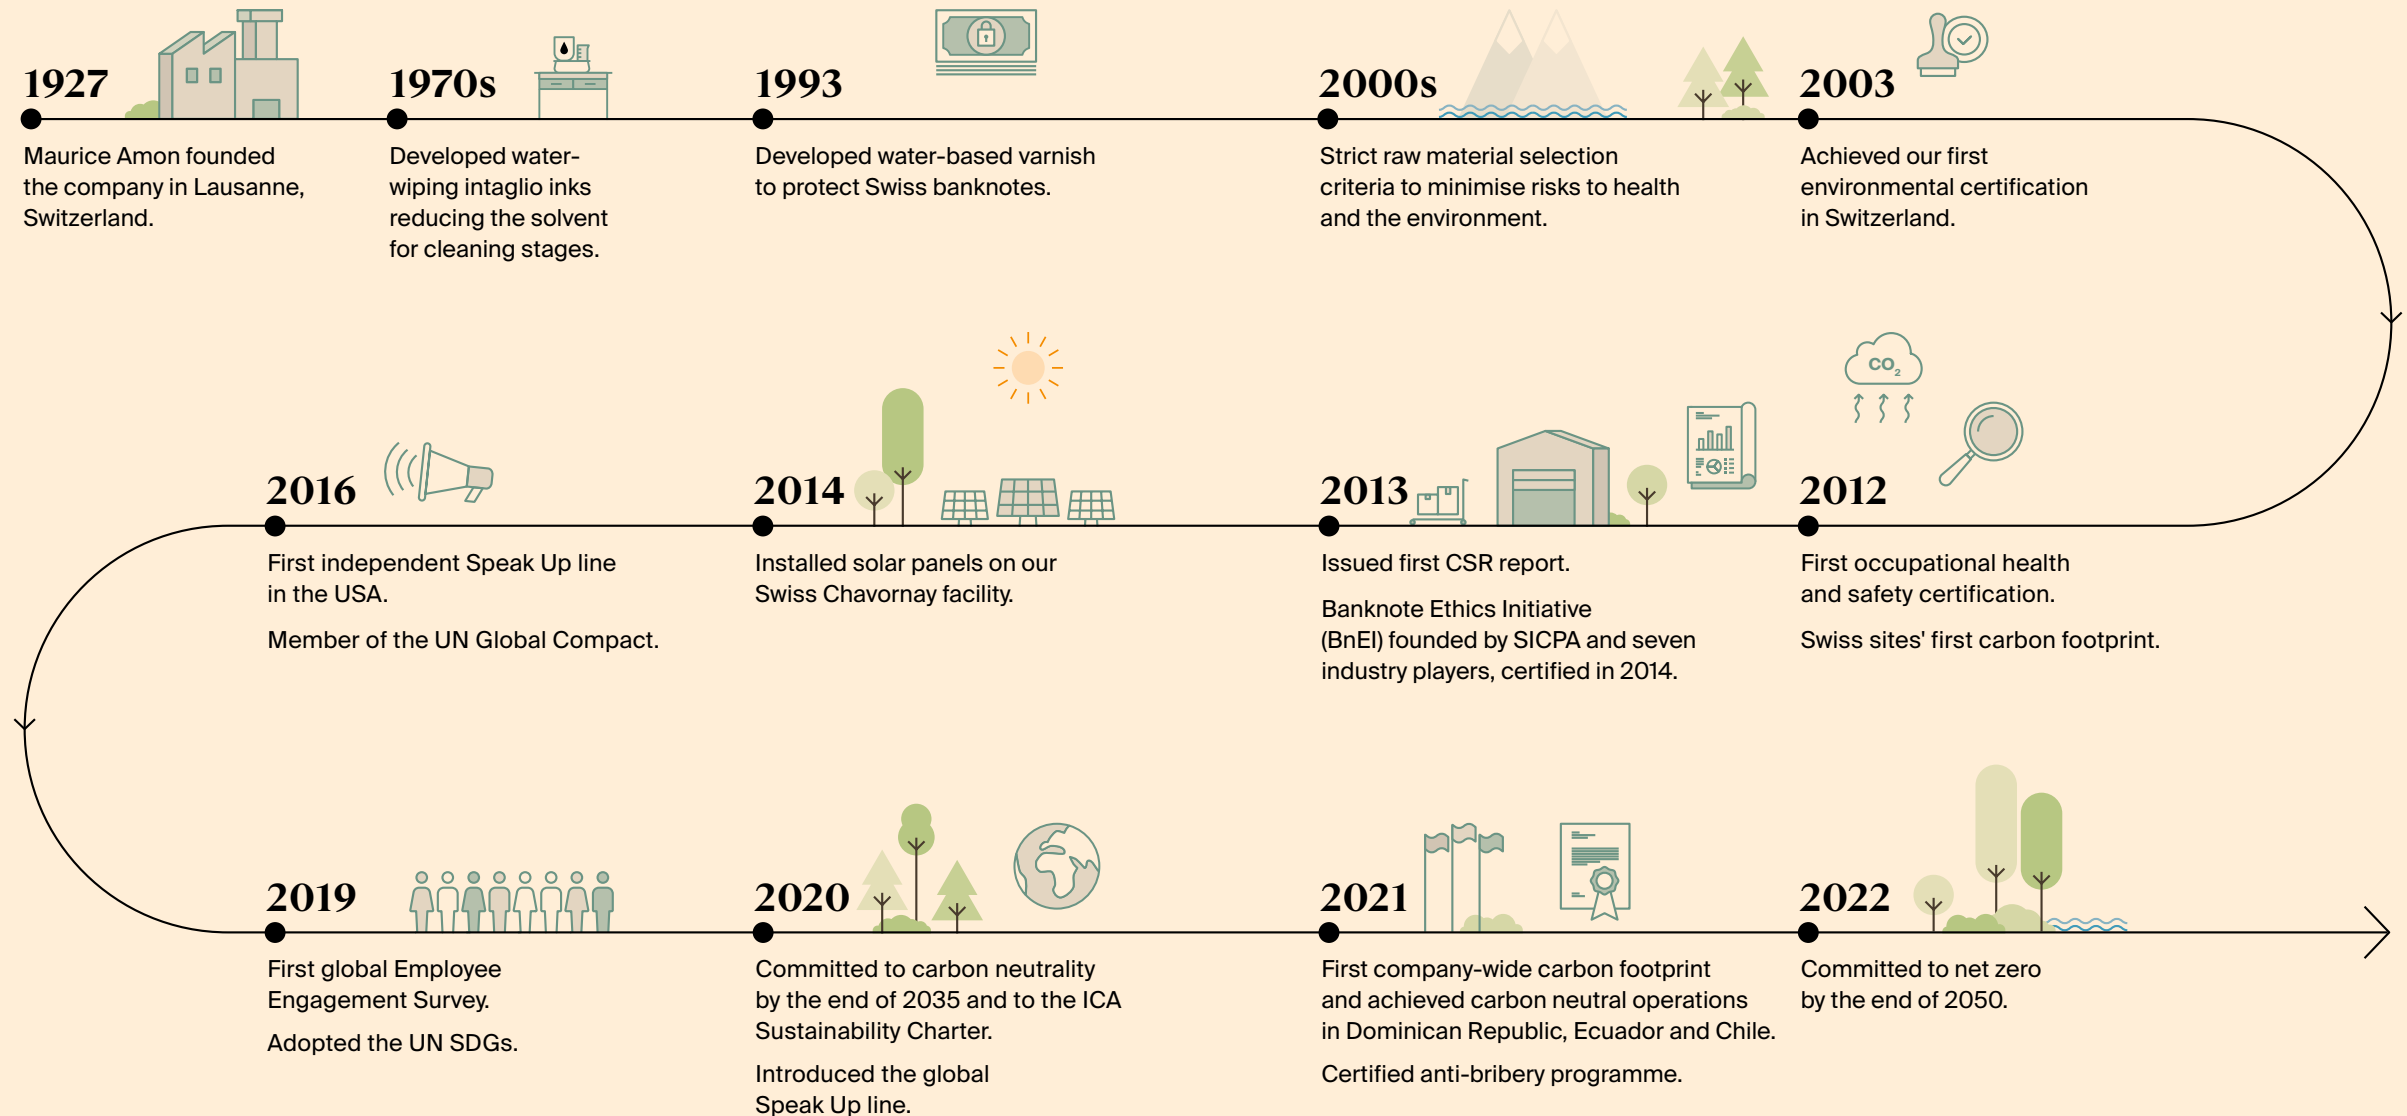 1927
Maurice Amon founded
the company in Lausanne,
Switzerland.
1970s
Developed water-
wiping intaglio inks
reducing the solvent
for cleaning stages.
1993
Developed water-based varnish
to protect Swiss banknotes.
2000s
Strict raw material selection
criteria to minimise risks to health
and the environment.
2003
Achieved our first
environmental certification
in Switzerland.
CO2
2012
First occupational health
and safety certification.
Swiss sites' first carbon footprint.
2013
Issued first CSR report.
Banknote Ethics Initiative
(BnEI) founded by SICPA and seven
industry players, certified in 2014.
2014
Installed solar panels on our
Swiss Chavornay facility.
2016
First independent Speak Up line
in the USA.
Member of the UN Global Compact.
2019
First global Employee
Engagement Survey.
Adopted the UN SDGs.
2020
Committed to carbon neutrality
by the end of 2035 and to the ICA
Sustainability Charter.
Introduced the global
Speak Up line.
2021
First company-wide carbon footprint
and achieved carbon neutral operations
in Dominican Republic, Ecuador and Chile.
Certified anti-bribery programme.
2022
Committed to net zero
by the end of 2050.